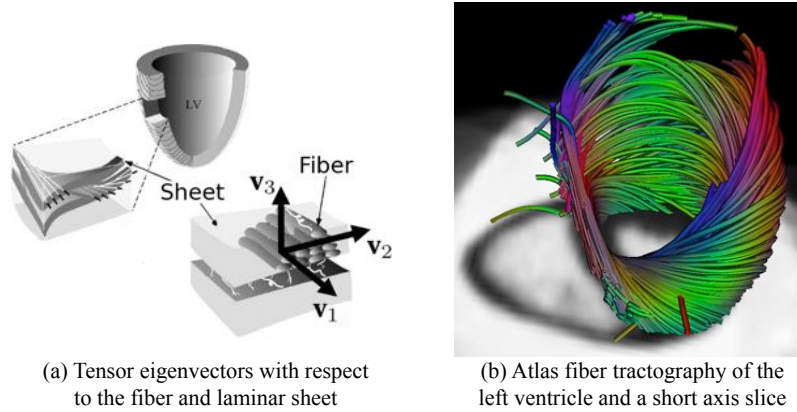 LV
Sheet
Fiber
v3
v2
v1
(a) Tensor eigenvectors with respect
to the fiber and laminar sheet
(b) Atlas fiber tractography of the
left ventricle and a short axis slice